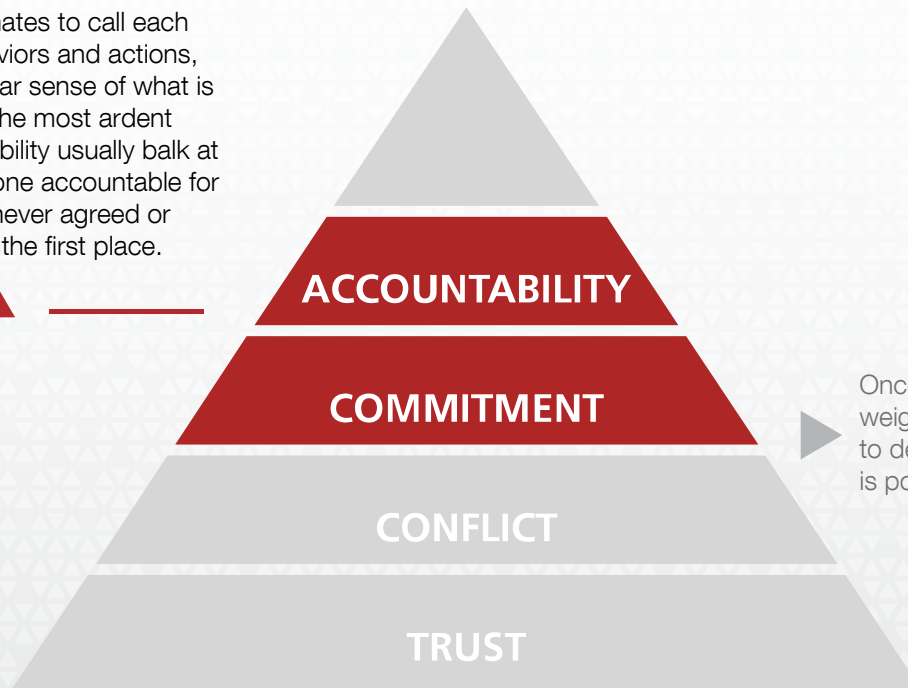 ates to call each
viors and actions,
ar sense of what is
he most ardent
bility usually balk at
one accountable for
never agreed or
the first place.
ACCOUNTABILITY
COMMITMENT
CONFLICT
TRUST
Onc
weig
to de
is po